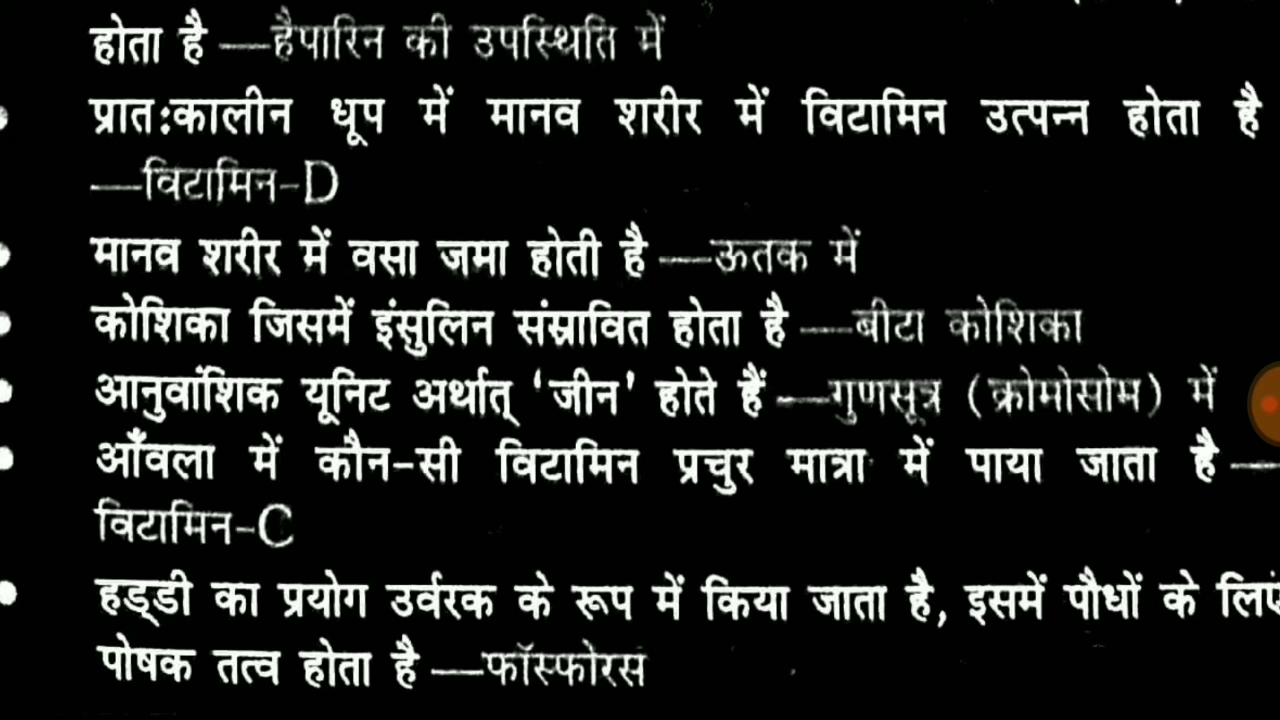 होता है —हैपारिन की उपस्थिति में
• प्रात:कालीन धूप में मानव शरीर में विटामिन उत्पन्न होता है
—विटामिन-D
• मानव शरीर में वसा जमा होती है —ऊतक में
• कोशिका जिसमें इंसुलिन संस्रावित होता है —बीटा कोशिका
• आनुवांशिक यूनिट अर्थात् 'जीन' होते हैं —गुणसूत्र (क्रोमोसोम) में
• आँवला में कौन-सी विटामिन प्रचुर मात्रा में पाया जाता है —
विटामिन-C
• हड्डी का प्रयोग उर्वरक के रूप में किया जाता है, इसमें पौधों के लिए
पोषक तत्व होता है —फॉस्फोरस